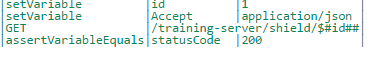 |setVariable |id |1
|setVariable |Accept |application/json
|GET |/training-server/shield/$#id##|
|assertVariableEquals|statusCode |200